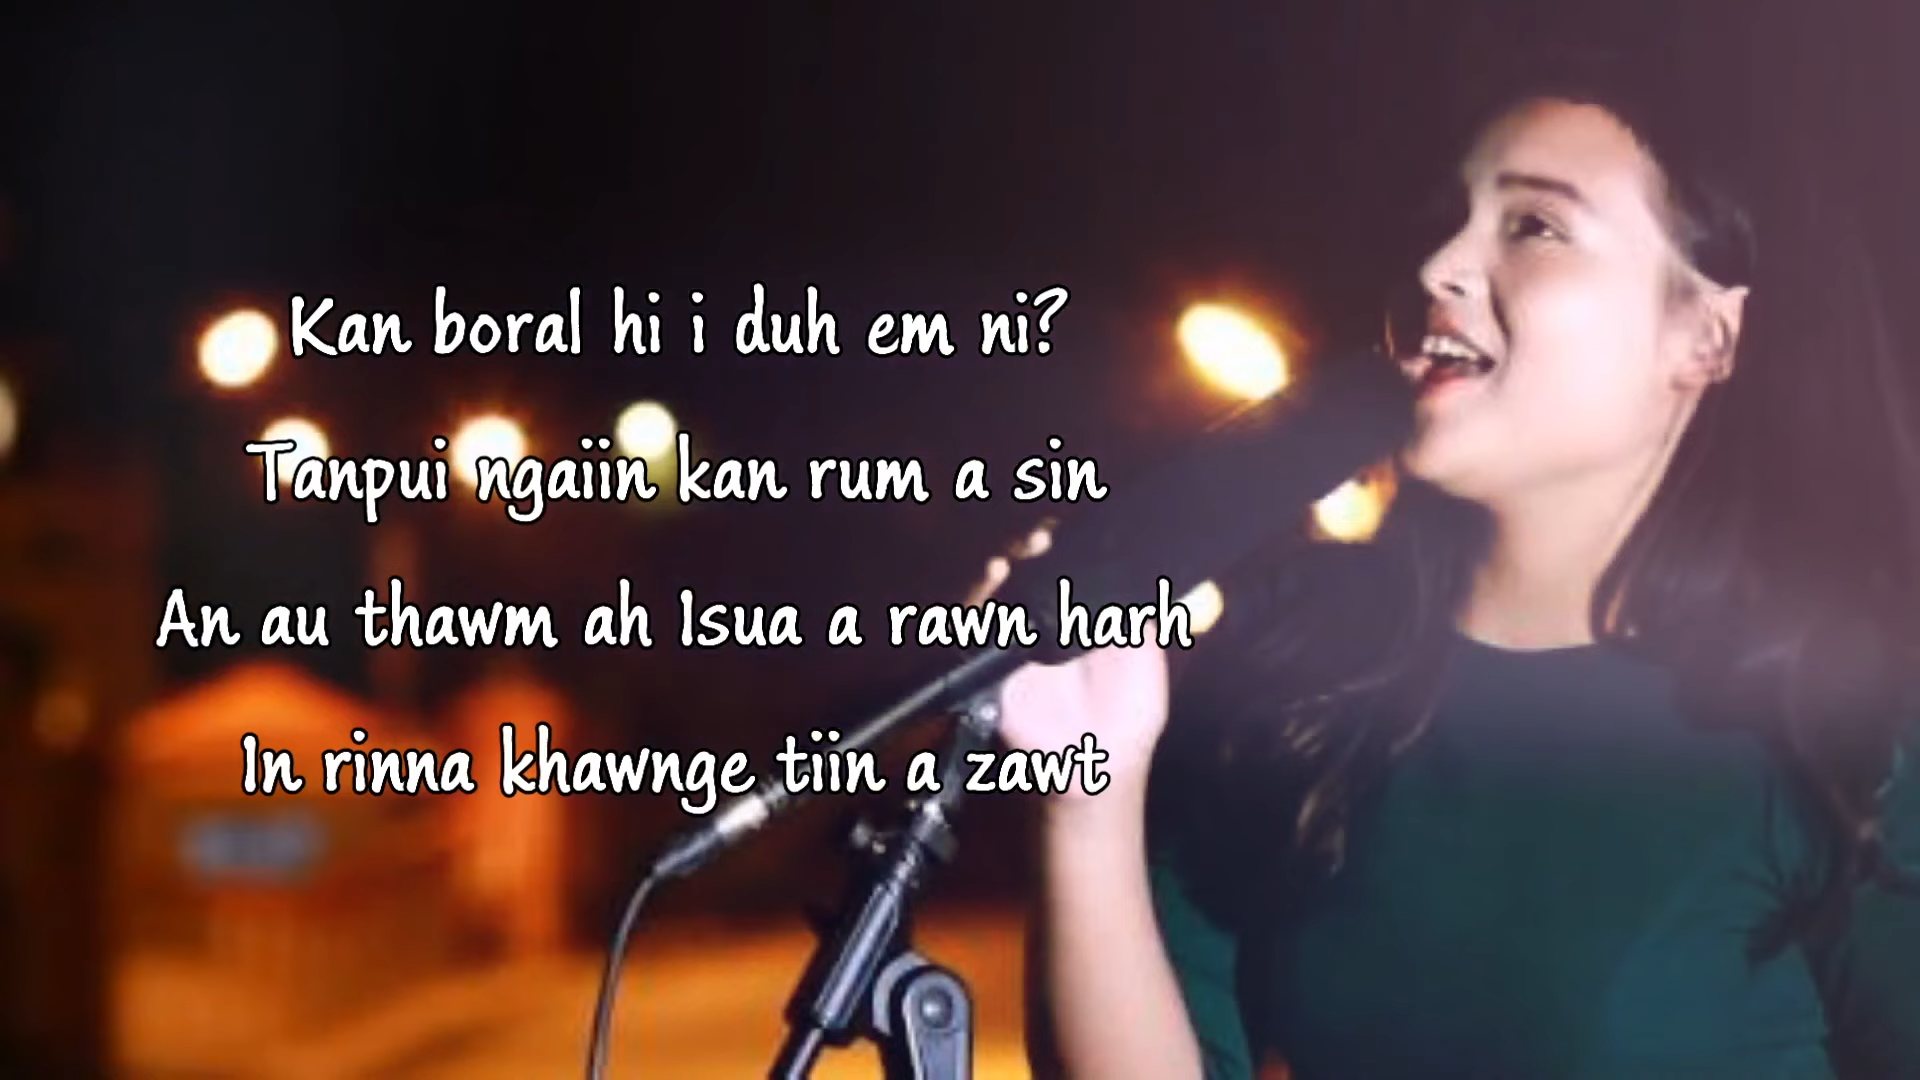 Kan boral hi i duh em ni?
Tanpui ngaiin kan rum a sin
An au thawm ah Isua a rawn harh
In rinna khawnge tiin a zawt